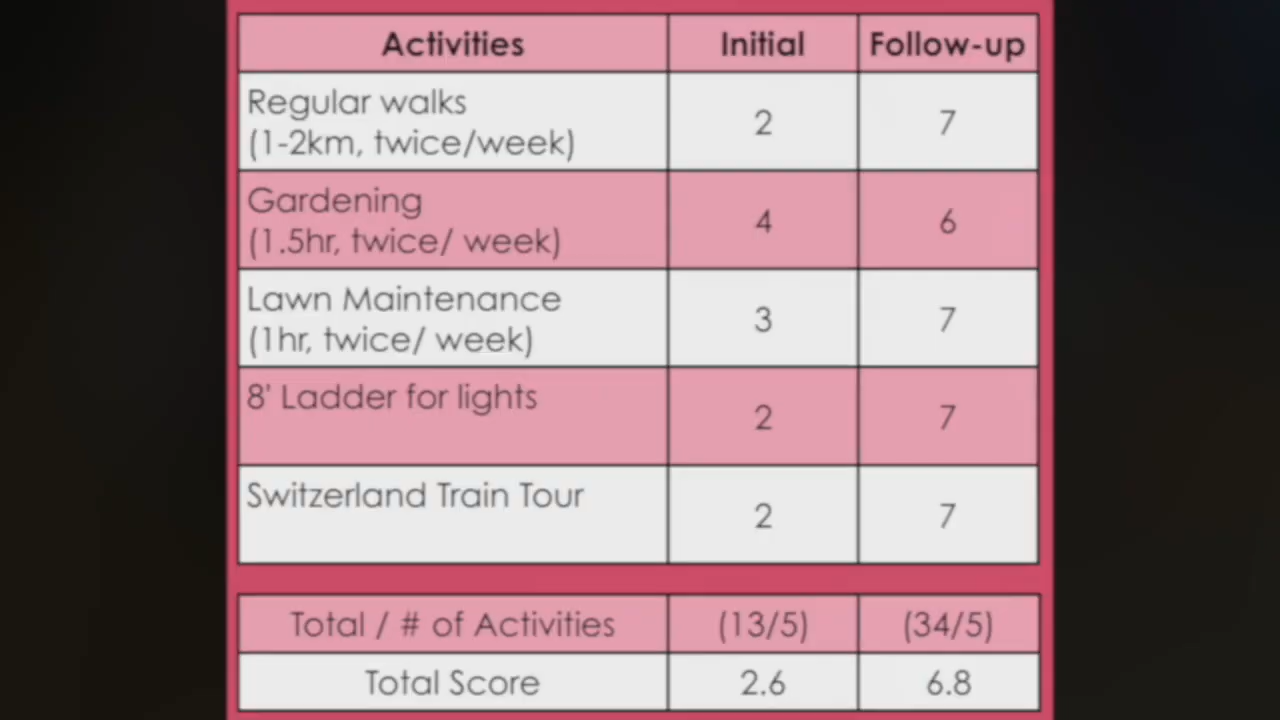 Activities Initial Follow-up
Regular walks
(1-2km, twice/week) 2 7
Gardening
(1.5hr, twice/ week) 4 6
Lawn Maintenance
(1hr, twice/ week) 3 7
8' Ladder for lights 2 7
Switzerland Train Tour 2 7
Total / # of Activities (13/5) (34/5)
Total Score 2.6 6.8